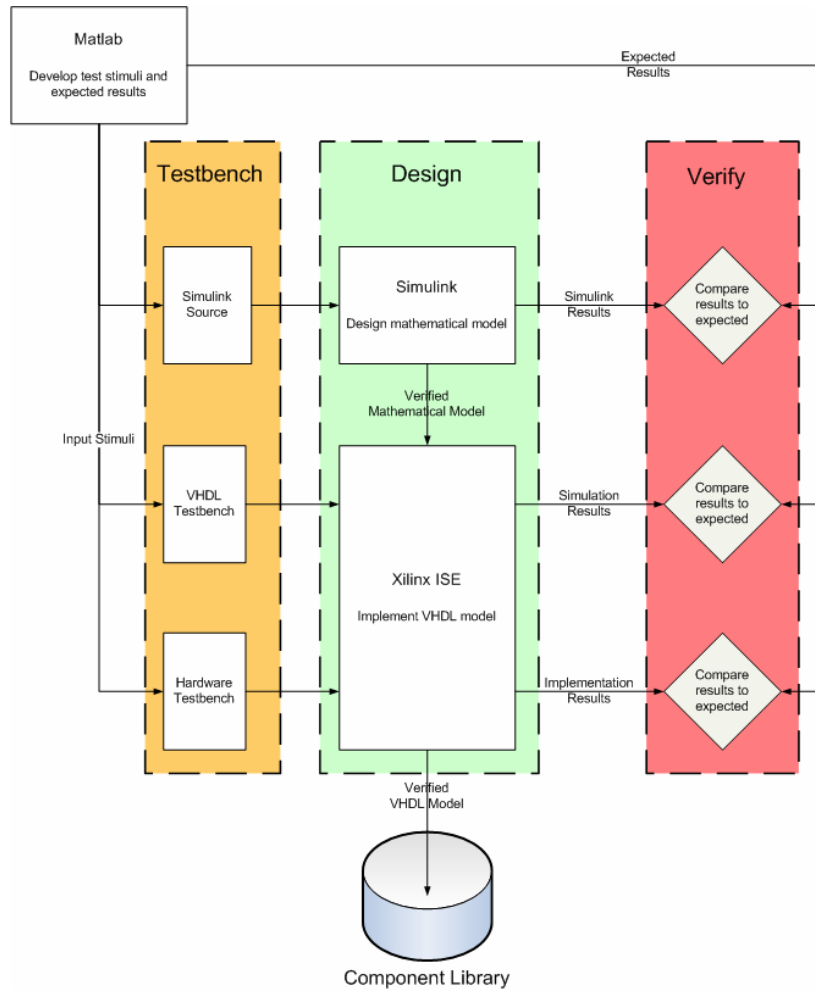 Matlab
Develop test stimuli and
expected results
Expected
Results
Testbench
Design
Verify
Simulink
Source
Simulink
Design mathematical model
Simulink
Results
Compare
results to
expected
Verified
Mathematical Model
Input Stimuli
VHDL
Testbench
Simulation
Results
Compare
results to
expected
Xilinx ISE
Implement VHDL model
Hardware
Testbench
Implementation
Results
Compare
results to
expected
Verified
VHDL Model
Component Library